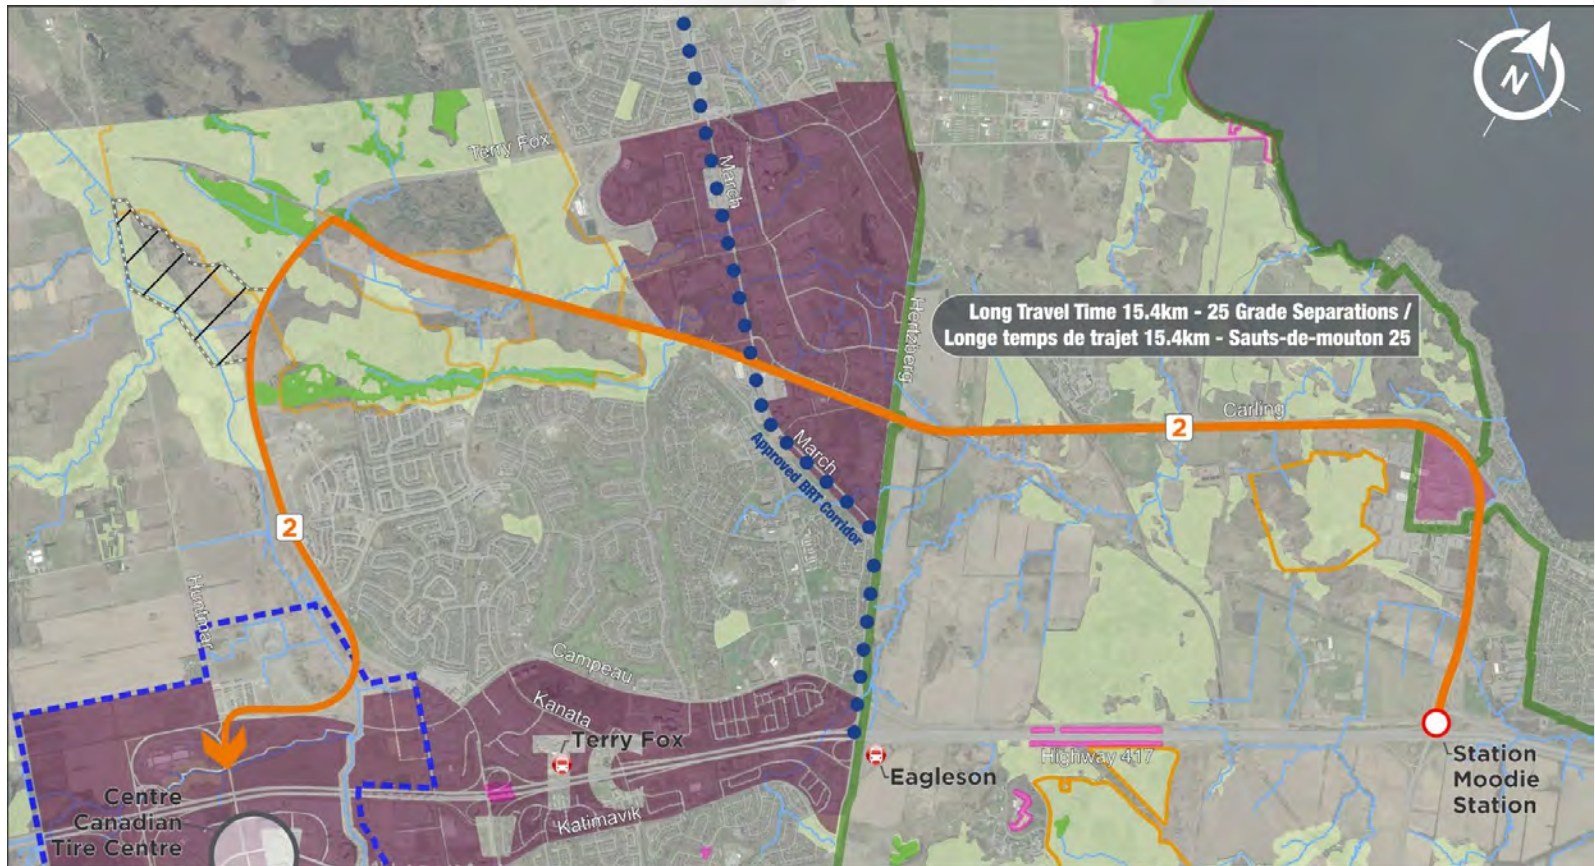 N
Terry Fox
March
Hertzberg
Long Travel Time 15.4km - 25 Grade Separations /
Longe temps de trajet 15.4km - Sauts-de-mouton 25
Carling
2
March
Approved BRT Corridor
2
Huntmar
Campeau
Kanata
Terry Fox
TC
Highway 417
Eagleson
Station
Moodie
Station
Katimavik
Centre
Canadian
Tire Centre